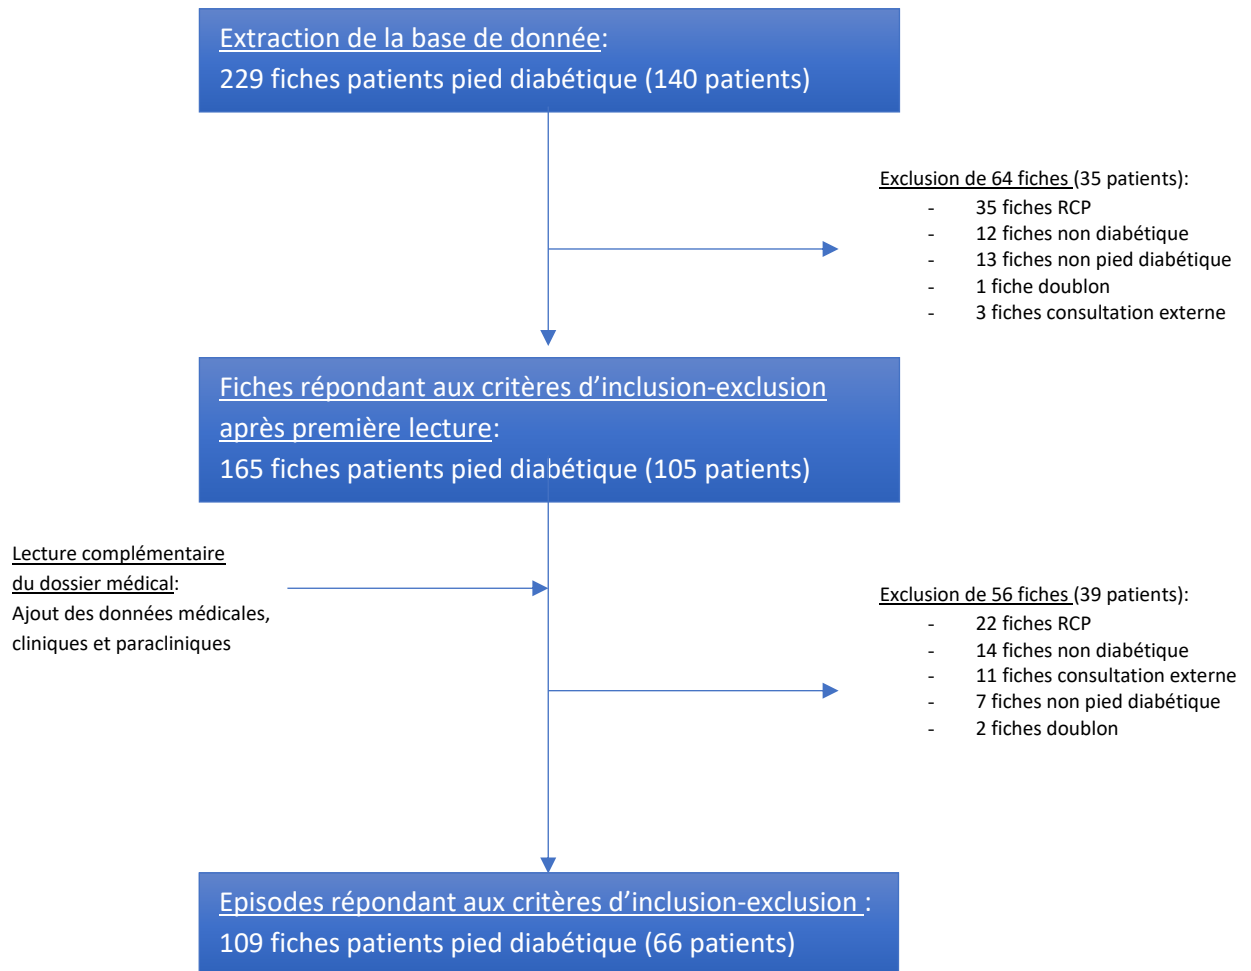 Extraction de la base de donnée:
229 fiches patients pied diabétique (140 patients)
Exclusion de 64 fiches (35 patients):
- 35 fiches RCP
- 12 fiches non diabétique
- 13 fiches non pied diabétique
- 1 fiche doublon
- 3 fiches consultation externe
Fiches répondant aux critères d’inclusion-exclusion
après première lecture:
165 fiches patients pied diabétique (105 patients)
Lecture complémentaire
du dossier médical:
Ajout des données médicales,
cliniques et paracliniques
Exclusion de 56 fiches (39 patients):
- 22 fiches RCP
- 14 fiches non diabétique
- 11 fiches consultation externe
- 7 fiches non pied diabétique
- 2 fiches doublon
Episodes répondant aux critères d’inclusion-exclusion :
109 fiches patients pied diabétique (66 patients)